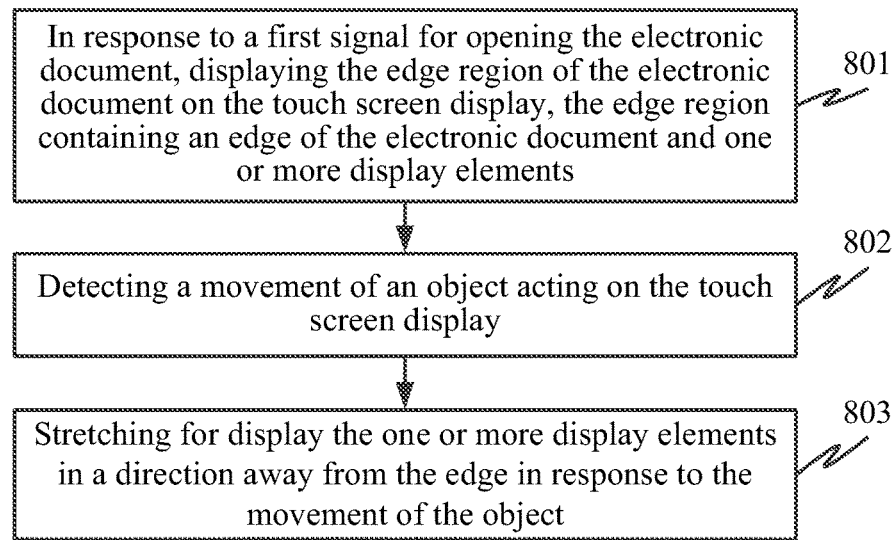 In response to a first signal for opening the electronic
document, displaying the edge region of the electronic
document on the touch screen display, the edge region
containing an edge of the electronic document and one
or more display elements
801
Detecting a movement of an object acting on the touch
screen display
802
Stretching for display the one or more display elements
in a direction away from the edge in response to the
movement of the object
803